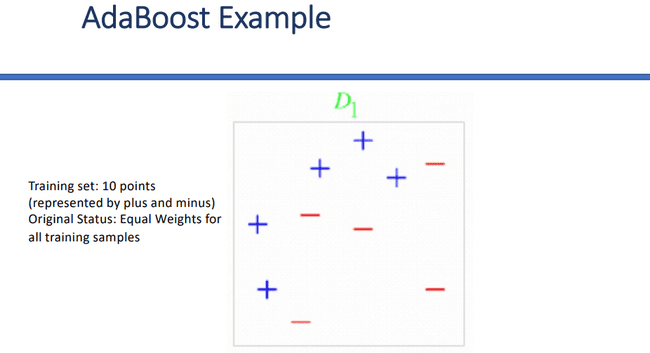 AdaBoost Example
D1
Training set: 10 points
(represented by plus and minus)
Original Status: Equal Weights for
all training samples